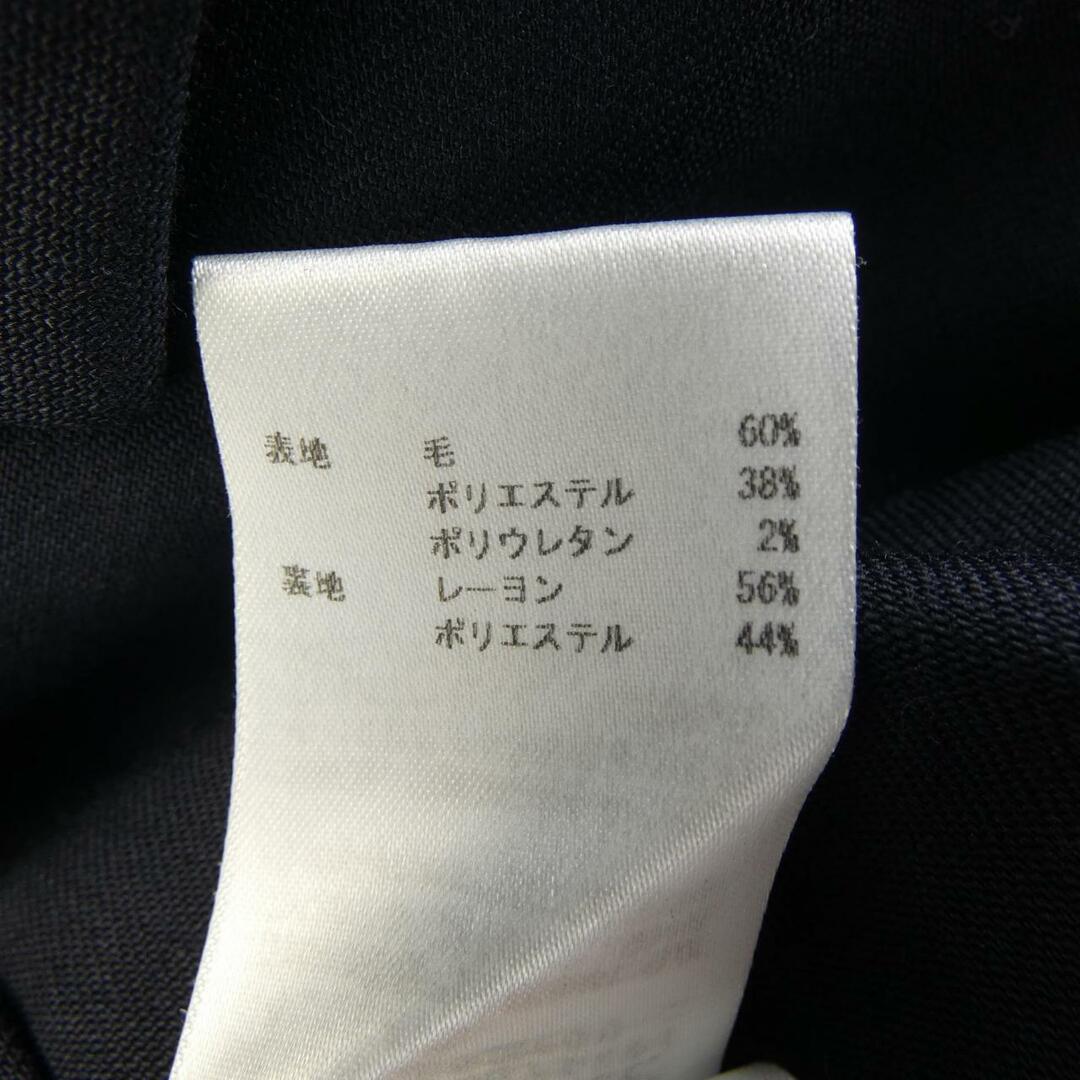 表地 毛 60%
ポリエステル 38%
ポリウレタン 2%
裏地 レーヨン 56%
ポリエステル 44%